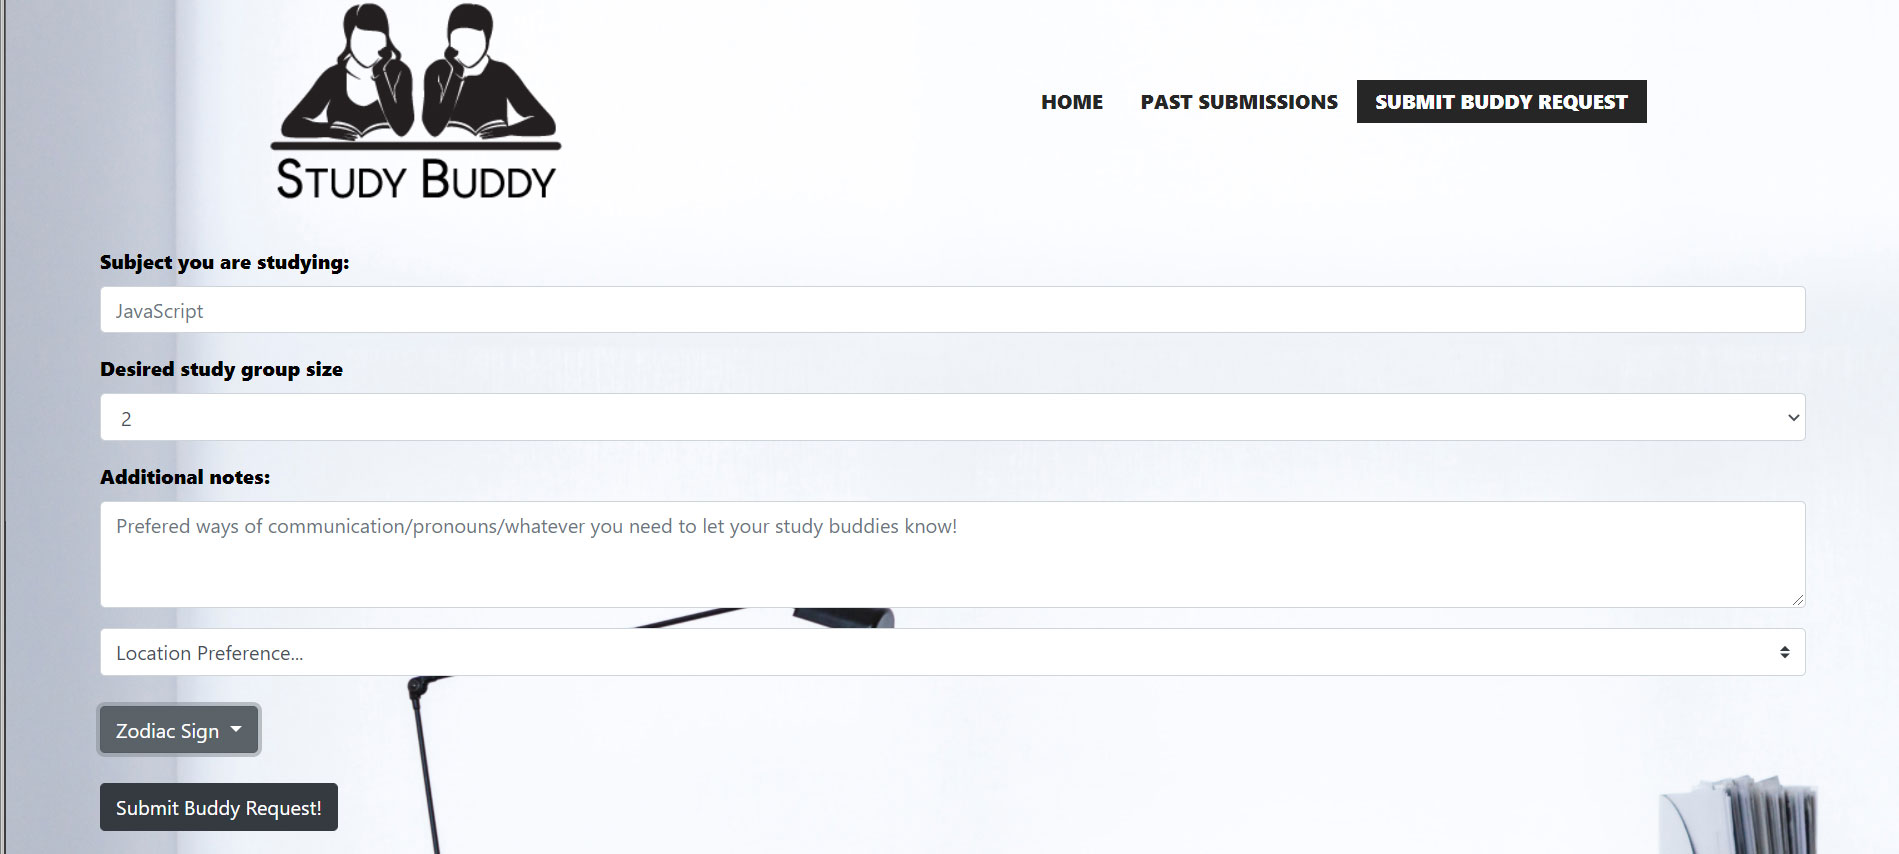 STUDY BUDDY
HOME PAST SUBMISSIONS SUBMIT BUDDY REQUEST
Subject you are studying:
JavaScript
Desired study group size
2
Additional notes:
Prefered ways of communication/pronouns/whatever you need to let your study buddies know!
Location Preference...
Zodiac Sign
Submit Buddy Request!